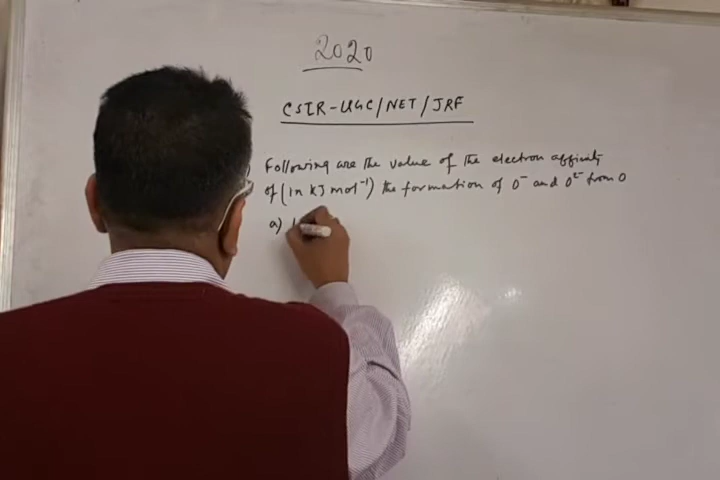 2020
CSIR-UGC/NET/JRF
Following are the value of the electron affinity
of (in kJ mol⁻¹) the formation of O⁻ and O²⁻ from O
a)